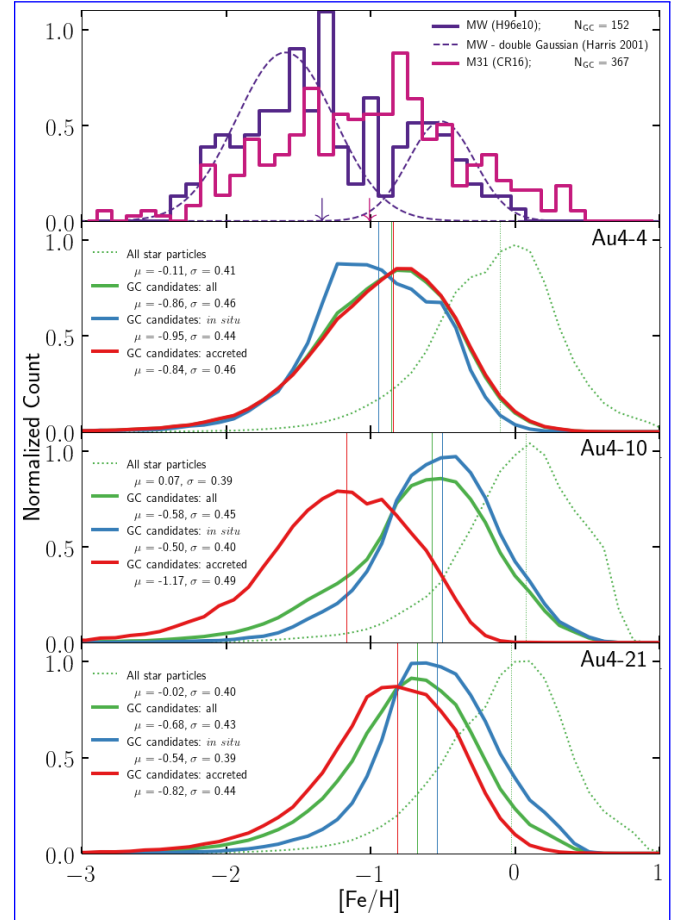 1.0
0.5
0.0
MW (H96e10); N_GC = 152
MW - double Gaussian (Harris 2001)
M31 (CR16); N_GC = 367
Au4-4
1.0
0.5
0.0
All star particles
μ = -0.11, σ = 0.41
GC candidates: all
μ = -0.86, σ = 0.46
GC candidates: in situ
μ = -0.95, σ = 0.44
GC candidates: accreted
μ = -0.84, σ = 0.46
Au4-10
1.0
0.5
0.0
All star particles
μ = 0.07, σ = 0.39
GC candidates: all
μ = -0.58, σ = 0.45
GC candidates: in situ
μ = -0.50, σ = 0.40
GC candidates: accreted
μ = -1.17, σ = 0.49
Au4-21
1.0
0.5
0.0
All star particles
μ = -0.02, σ = 0.40
GC candidates: all
μ = -0.68, σ = 0.43
GC candidates: in situ
μ = -0.54, σ = 0.39
GC candidates: accreted
μ = -0.82, σ = 0.44
Normalized Count
−3 −2 −1 0 1
[Fe/H]